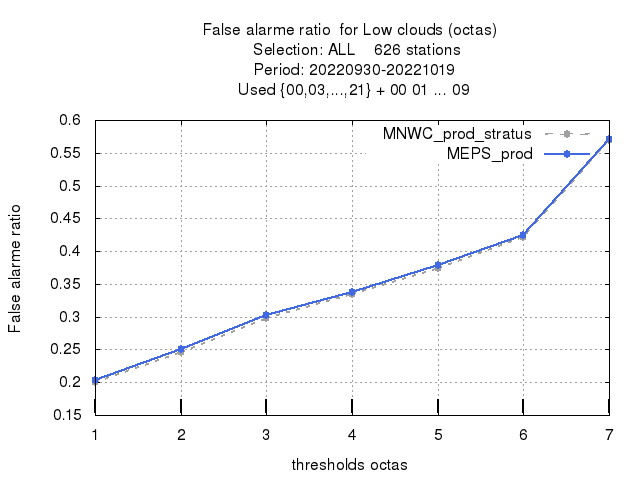 False alarme ratio  for Low clouds (octas)
Selection: ALL    626 stations
Period: 20220930-20221019
Used {00,03,...,21} + 00 01 ... 09
MNWC_prod_stratus
MEPS_prod
False alarme ratio
0.6
0.55
0.5
0.45
0.4
0.35
0.3
0.25
0.2
0.15
1 2 3 4 5 6 7
thresholds octas